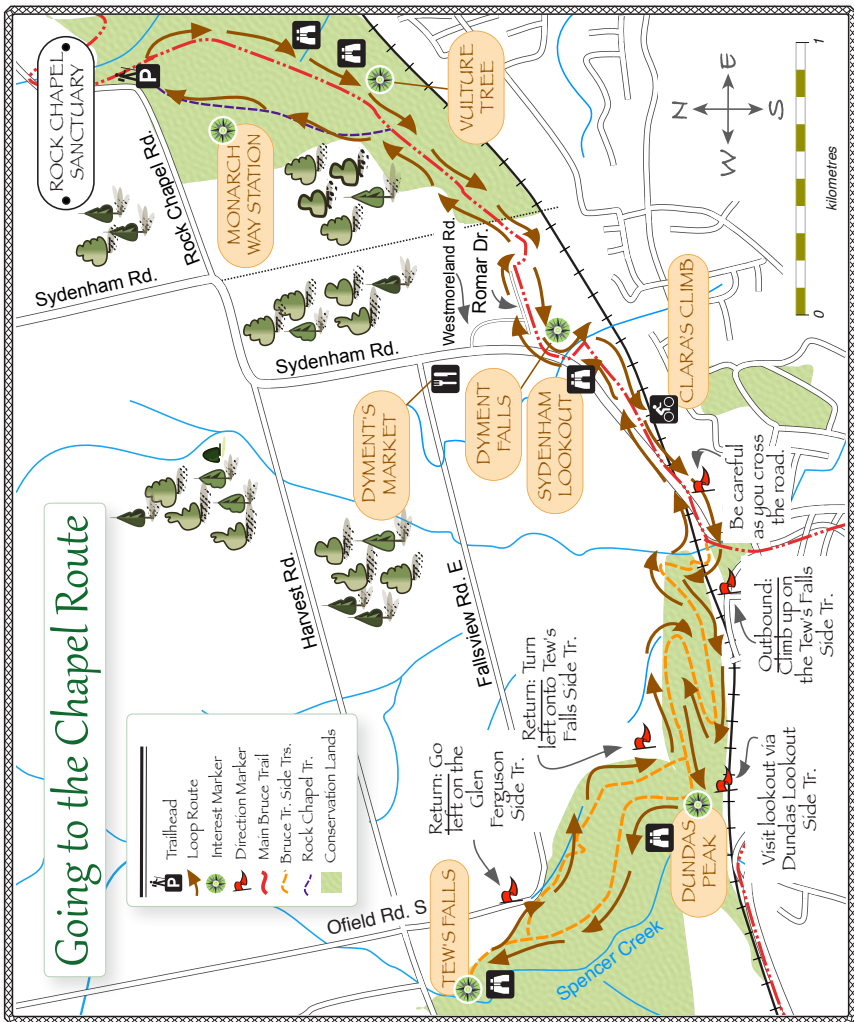 Going to the Chapel Route
P
Trailhead
Loop Route
Interest Marker
Direction Marker
Main Bruce Trail
Bruce Tr. Side Trs.
Rock Chapel Tr.
Conservation Lands
ROCK CHAPEL
SANCTUARY
P
Rock Chapel Rd.
MONARCH
WAY STATION
VULTURE
TREE
Sydenham Rd.
Sydenham Rd.
Westmoreland Rd.
Romar Dr.
DYMENT'S
MARKET
DYMENT
FALLS
SYDENHAM
LOOKOUT
CLARA'S CLIMB
Harvest Rd.
Fallsview Rd. E
Be careful
as you cross
the road.
Outbound:
Climb up on
the Tew's Falls
Side Tr.
Return: Turn
left onto Tew's
Falls Side Tr.
Return: Go
left on the
Glen
Ferguson
Side Tr.
Visit lookout via
Dundas Lookout
Side Tr.
DUNDAS
PEAK
TEW'S FALLS
Ofield Rd. S
Spencer Creek
N
W
E
S
0
1
kilometres